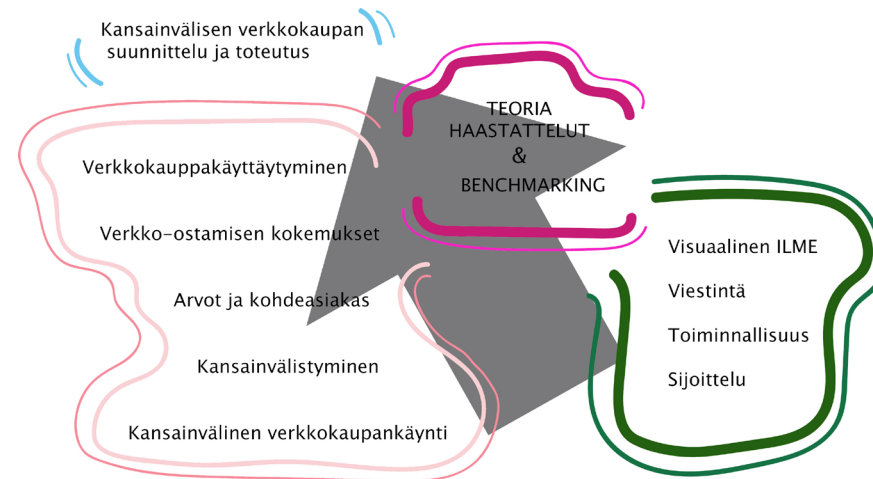 Kansainvälisen verkkokaupan
suunnittelu ja toteutus
TEORIA
HAASTATTELUT
&
BENCHMARKING
Verkkokauppakäyttäytyminen
Verkko-ostamisen kokemukset
Arvot ja kohdeasiakas
Kansainvälistyminen
Kansainvälinen verkkokaupankäynti
Visuaalinen ILME
Viestintä
Toiminnallisuus
Sijoittelu